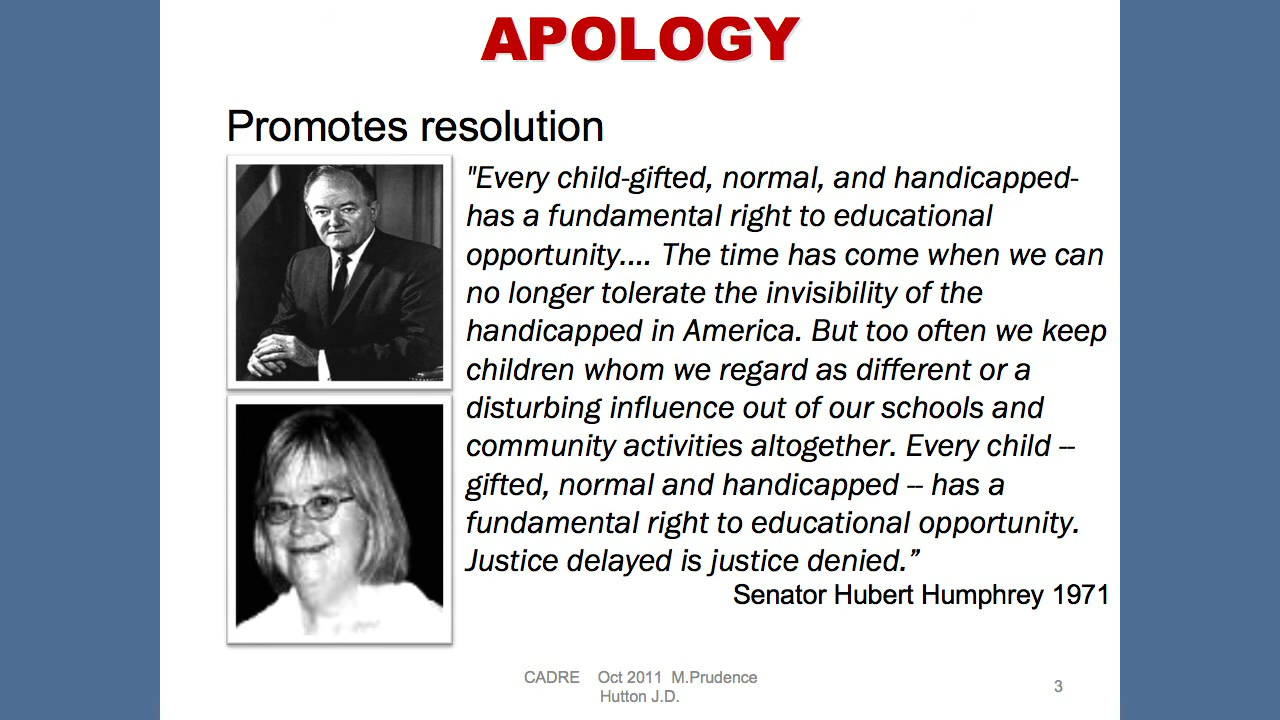 APOLOGY
Promotes resolution
"Every child-gifted, normal, and handicapped-
has a fundamental right to educational
opportunity.... The time has come when we can
no longer tolerate the invisibility of the
handicapped in America. But too often we keep
children whom we regard as different or a
disturbing influence out of our schools and
community activities altogether. Every child --
gifted, normal and handicapped -- has a
fundamental right to educational opportunity.
Justice delayed is justice denied.”
Senator Hubert Humphrey 1971
CADRE Oct 2011 M.Prudence
Hutton J.D.
3